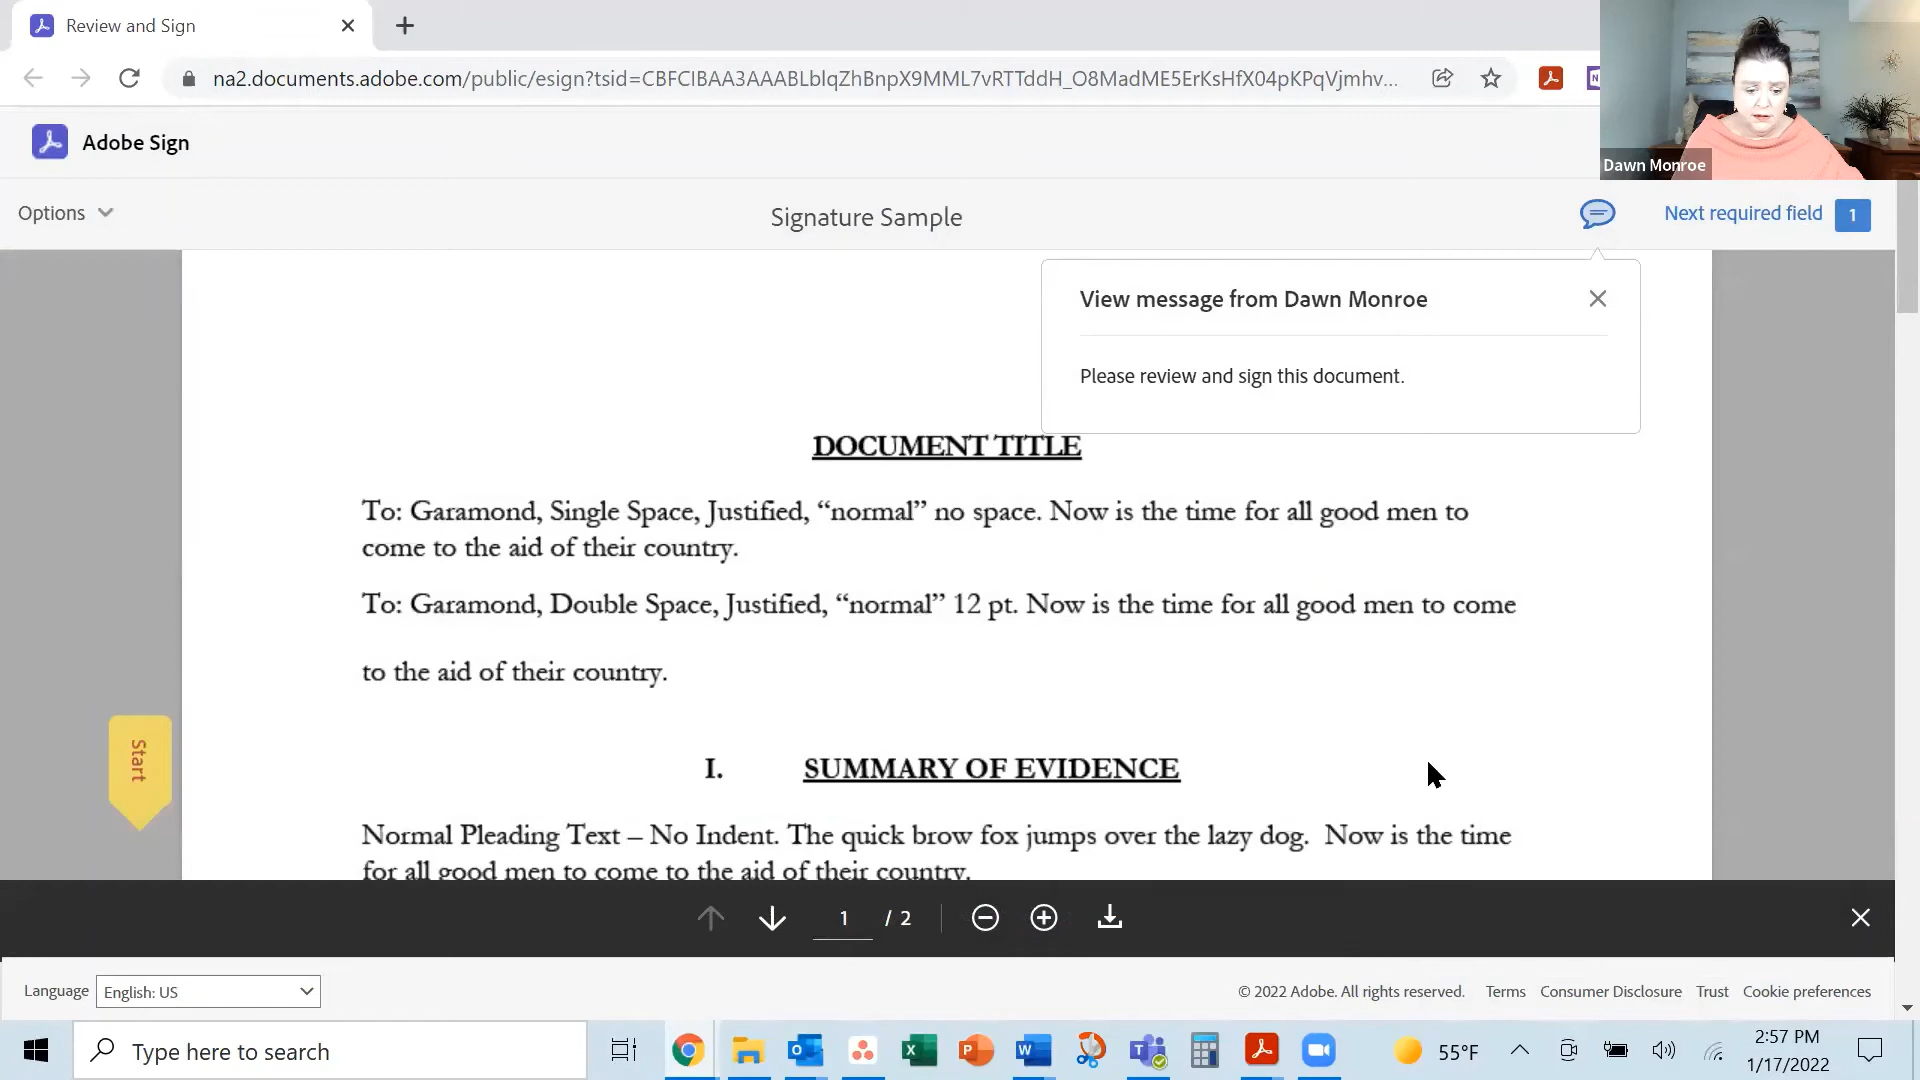 Review and Sign
na2.documents.adobe.com/public/esign?tsid=CBFCIBAA3AAABLblqZhBnpX9MML7vRTTddH_O8MadME5ErKsHfX04pKPqVjmhv...
Adobe Sign
Dawn Monroe
Options
Signature Sample
Next required field 1
View message from Dawn Monroe
Please review and sign this document.
DOCUMENT TITLE
To: Garamond, Single Space, Justified, “normal” no space. Now is the time for all good men to
come to the aid of their country.
To: Garamond, Double Space, Justified, “normal” 12 pt. Now is the time for all good men to come
to the aid of their country.
Start
I. SUMMARY OF EVIDENCE
Normal Pleading Text – No Indent. The quick brow fox jumps over the lazy dog. Now is the time
for all good men to come to the aid of their country.
1 / 2
Language English: US
© 2022 Adobe. All rights reserved. Terms Consumer Disclosure Trust Cookie preferences
Type here to search
55°F
2:57 PM
1/17/2022